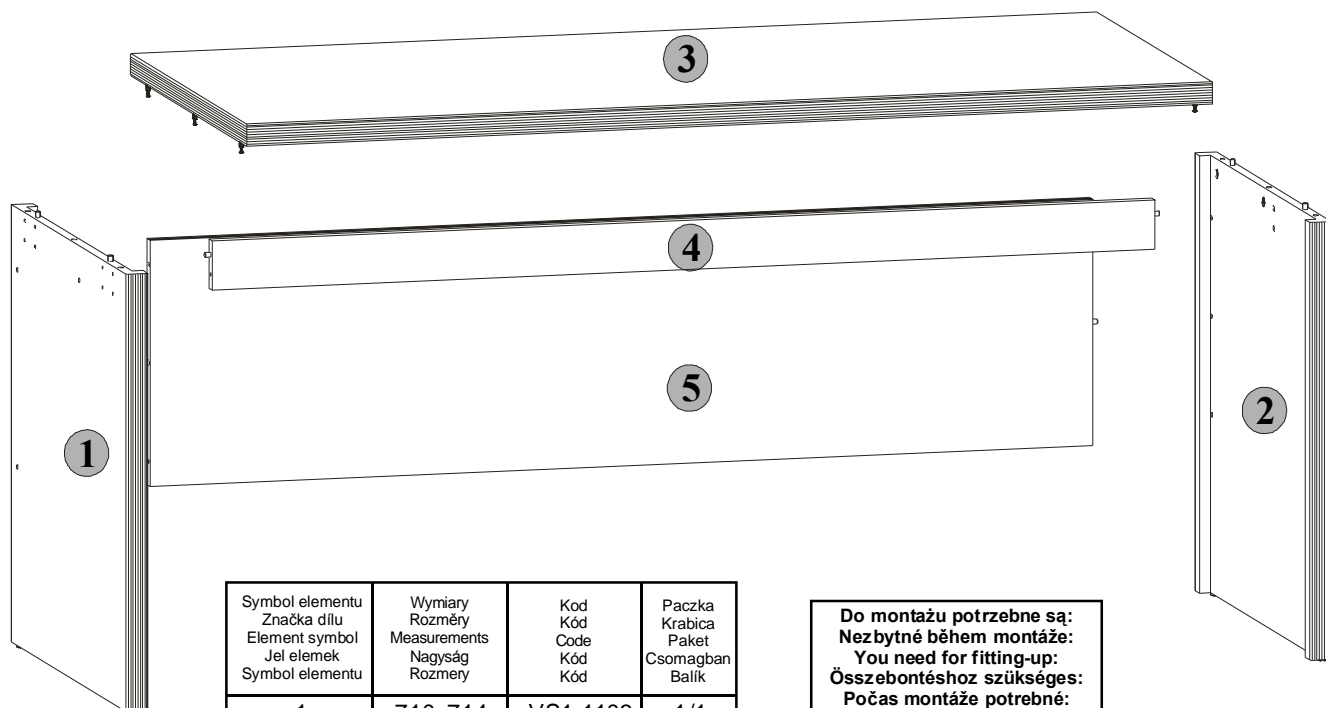 3
4
5
2
1
Symbol elementu
Značka dílu
Element symbol
Jel elemek
Symbol elementu
Wymiary
Rozměry
Measurements
Nagyság
Rozmery
Kod
Kód
Code
Kód
Kód
Paczka
Krabica
Paket
Csomagban
Balík
Do montażu potrzebne są:
Nezbytné během montáže:
You need for fitting-up:
Összebontéshoz szükséges:
Počas montáže potrebné: